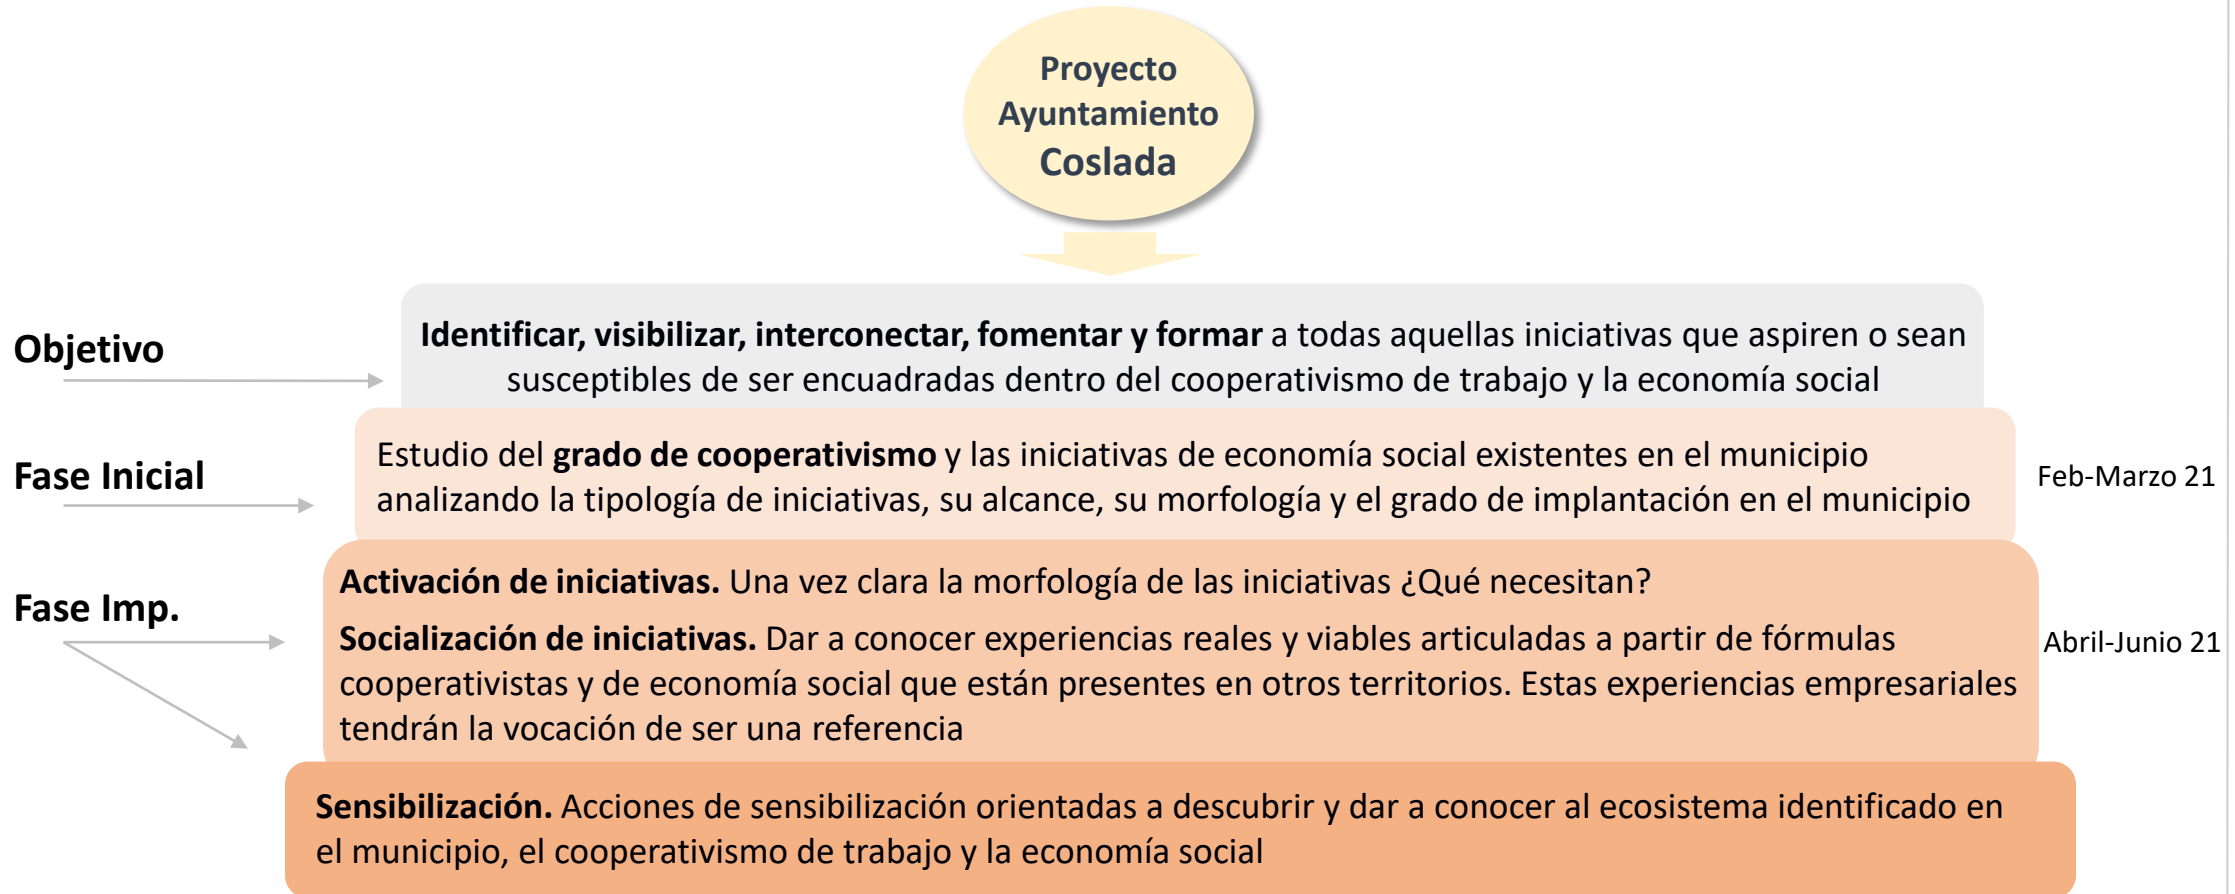 Proyecto
Ayuntamiento
Coslada
Objetivo
Identificar, visibilizar, interconectar, fomentar y formar a todas aquellas iniciativas que aspiren o sean
susceptibles de ser encuadradas dentro del cooperativismo de trabajo y la economía social
Fase Inicial
Estudio del grado de cooperativismo y las iniciativas de economía social existentes en el municipio
analizando la tipología de iniciativas, su alcance, su morfología y el grado de implantación en el municipio
Feb-Marzo 21
Fase Imp.
Activación de iniciativas. Una vez clara la morfología de las iniciativas ¿Qué necesitan?
Socialización de iniciativas. Dar a conocer experiencias reales y viables articuladas a partir de fórmulas
cooperativistas y de economía social que están presentes en otros territorios. Estas experiencias empresariales
tendrán la vocación de ser una referencia
Abril-Junio 21
Sensibilización. Acciones de sensibilización orientadas a descubrir y dar a conocer al ecosistema identificado en
el municipio, el cooperativismo de trabajo y la economía social